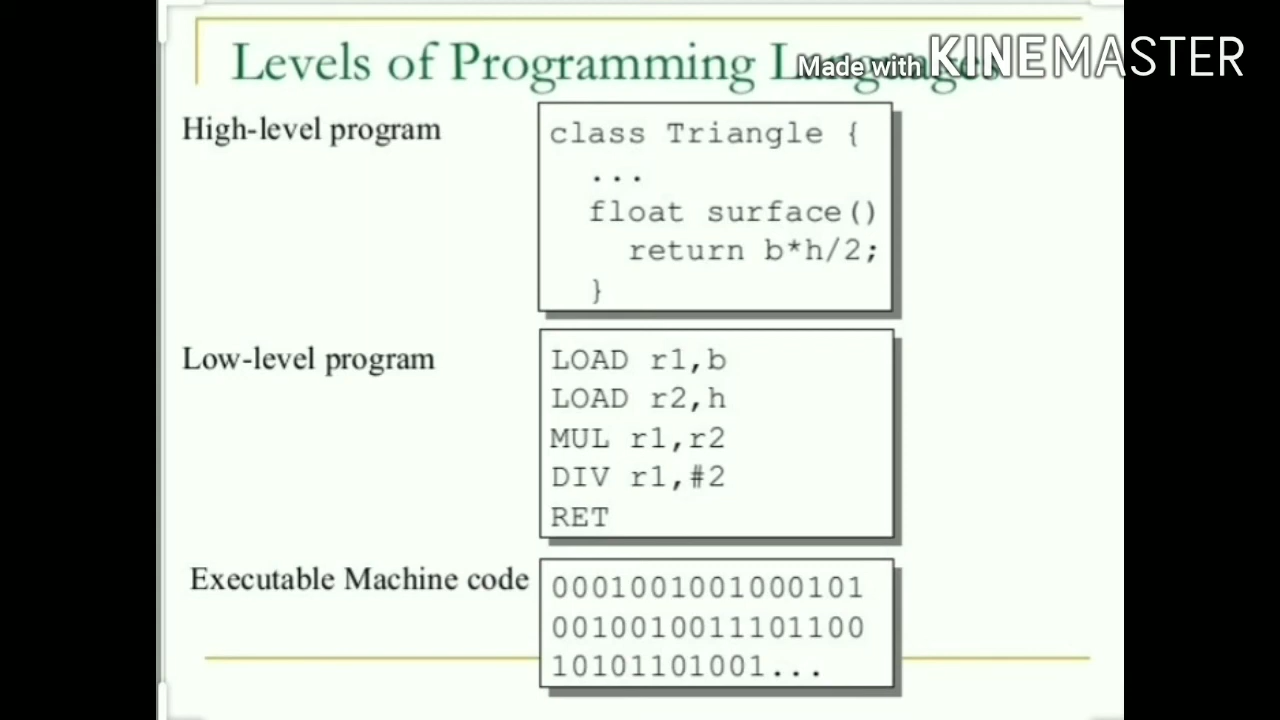 Levels of Programming Languages
Made with KINEMASTER
High-level program
class Triangle {
...
float surface()
return b*h/2;
}
Low-level program
LOAD r1,b
LOAD r2,h
MUL r1,r2
DIV r1,#2
RET
Executable Machine code
0001001001000101
0010010011101100
10101101001...